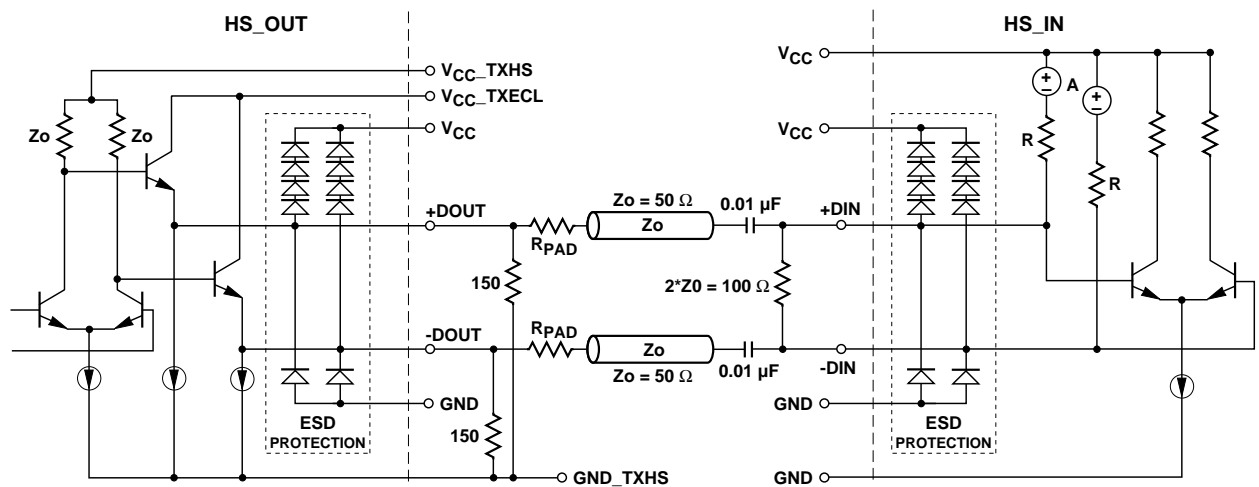 HS_OUT
HS_IN
VCC_TXHS
VCC_TXECL
VCC
Zo
Zo
VCC
VCC
A
R
R
+DOUT
RPAD
Zo = 50 Ω
Zo
0.01 µF
+DIN
150
2*Z0 = 100 Ω
-DOUT
RPAD
Zo
Zo = 50 Ω
0.01 µF
-DIN
GND
GND
ESD
PROTECTION
150
ESD
PROTECTION
GND_TXHS
GND